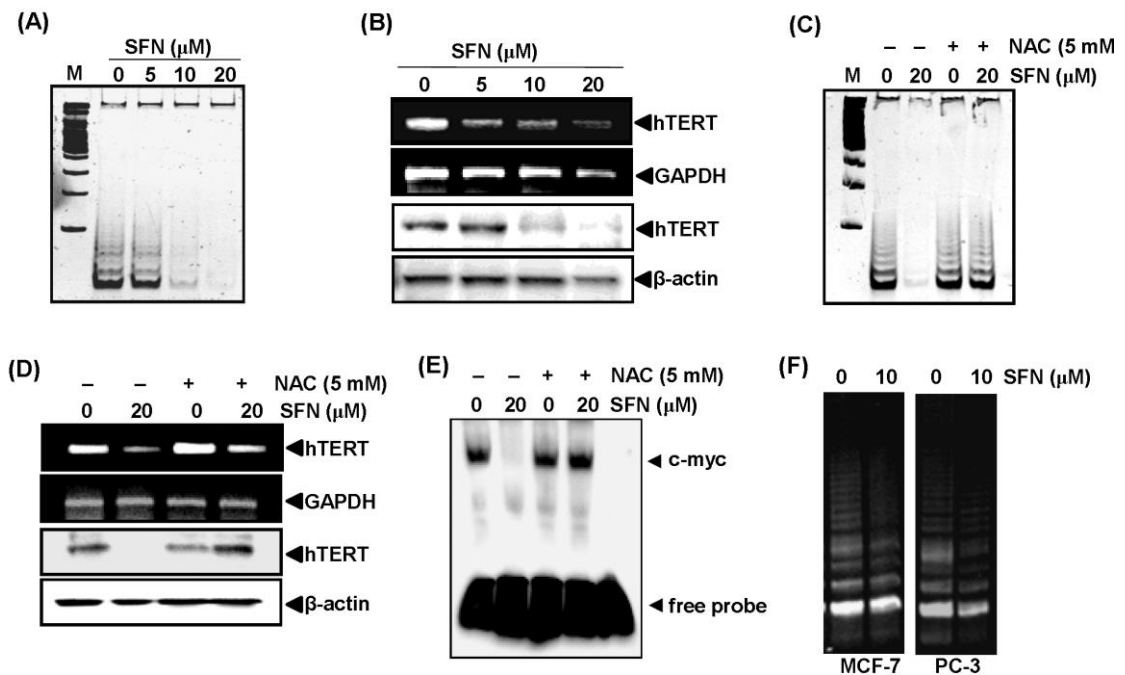 (A)
SFN (μM)
M 0 5 10 20
(B)
SFN (μM)
0 5 10 20
hTERT
GAPDH
hTERT
β-actin
(C)
– – + + NAC (5 mM
M 0 20 0 20 SFN (μM)
(D)
– – + + NAC (5 mM)
0 20 0 20 SFN (μM)
hTERT
GAPDH
hTERT
β-actin
(E)
– – + + NAC (5 mM)
0 20 0 20 SFN (μM)
c-myc
free probe
(F)
0 10 0 10 SFN (μM)
MCF-7 PC-3